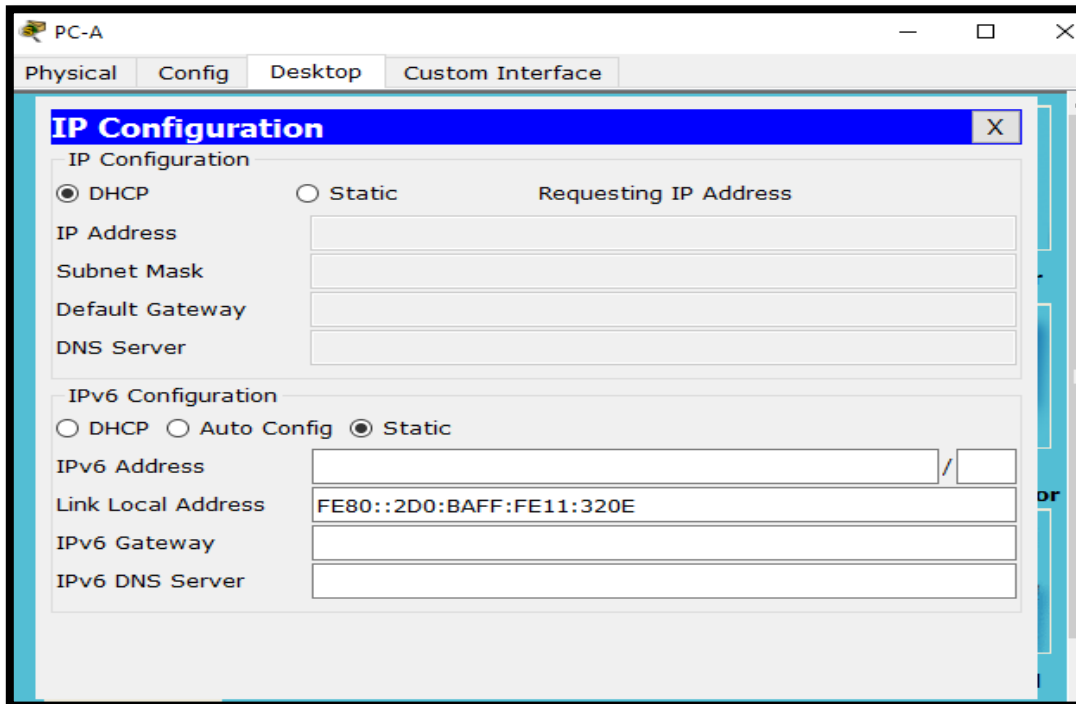 PC-A
Physical Config Desktop Custom Interface
IP Configuration X
IP Configuration
DHCP Static Requesting IP Address
IP Address
Subnet Mask
Default Gateway
DNS Server
IPv6 Configuration
DHCP Auto Config Static
IPv6 Address /
Link Local Address FE80::2D0:BAFF:FE11:320E
IPv6 Gateway
IPv6 DNS Server
r
or